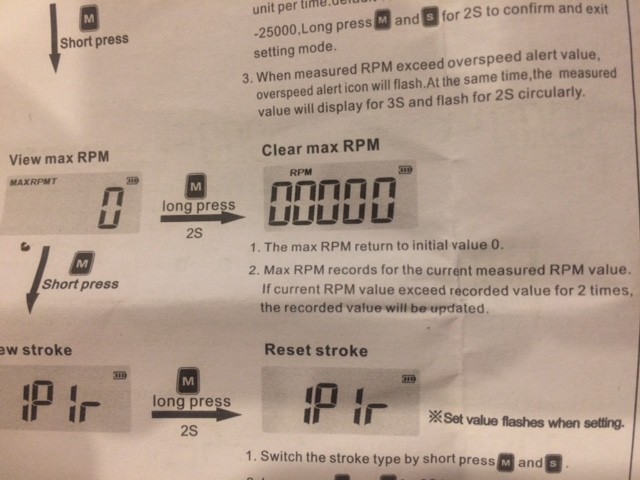 unit per time.
M
-25000,Long press M and S for 2S to confirm and exit
Short press
setting mode.
3. When measured RPM exceed overspeed alert value,
overspeed alert icon will flash.At the same time,the measured
value will display for 3S and flash for 2S circularly.
View max RPM
Clear max RPM
MAXRPMT
0
M
long press
2S
RPM
00000
1. The max RPM return to initial value 0.
M
Short press
2. Max RPM records for the current measured RPM value.
If current RPM value exceed recorded value for 2 times,
the recorded value will be updated.
ew stroke
Reset stroke
1P1r
M
long press
2S
1P1r
※Set value flashes when setting.
1. Switch the stroke type by short press M and S .